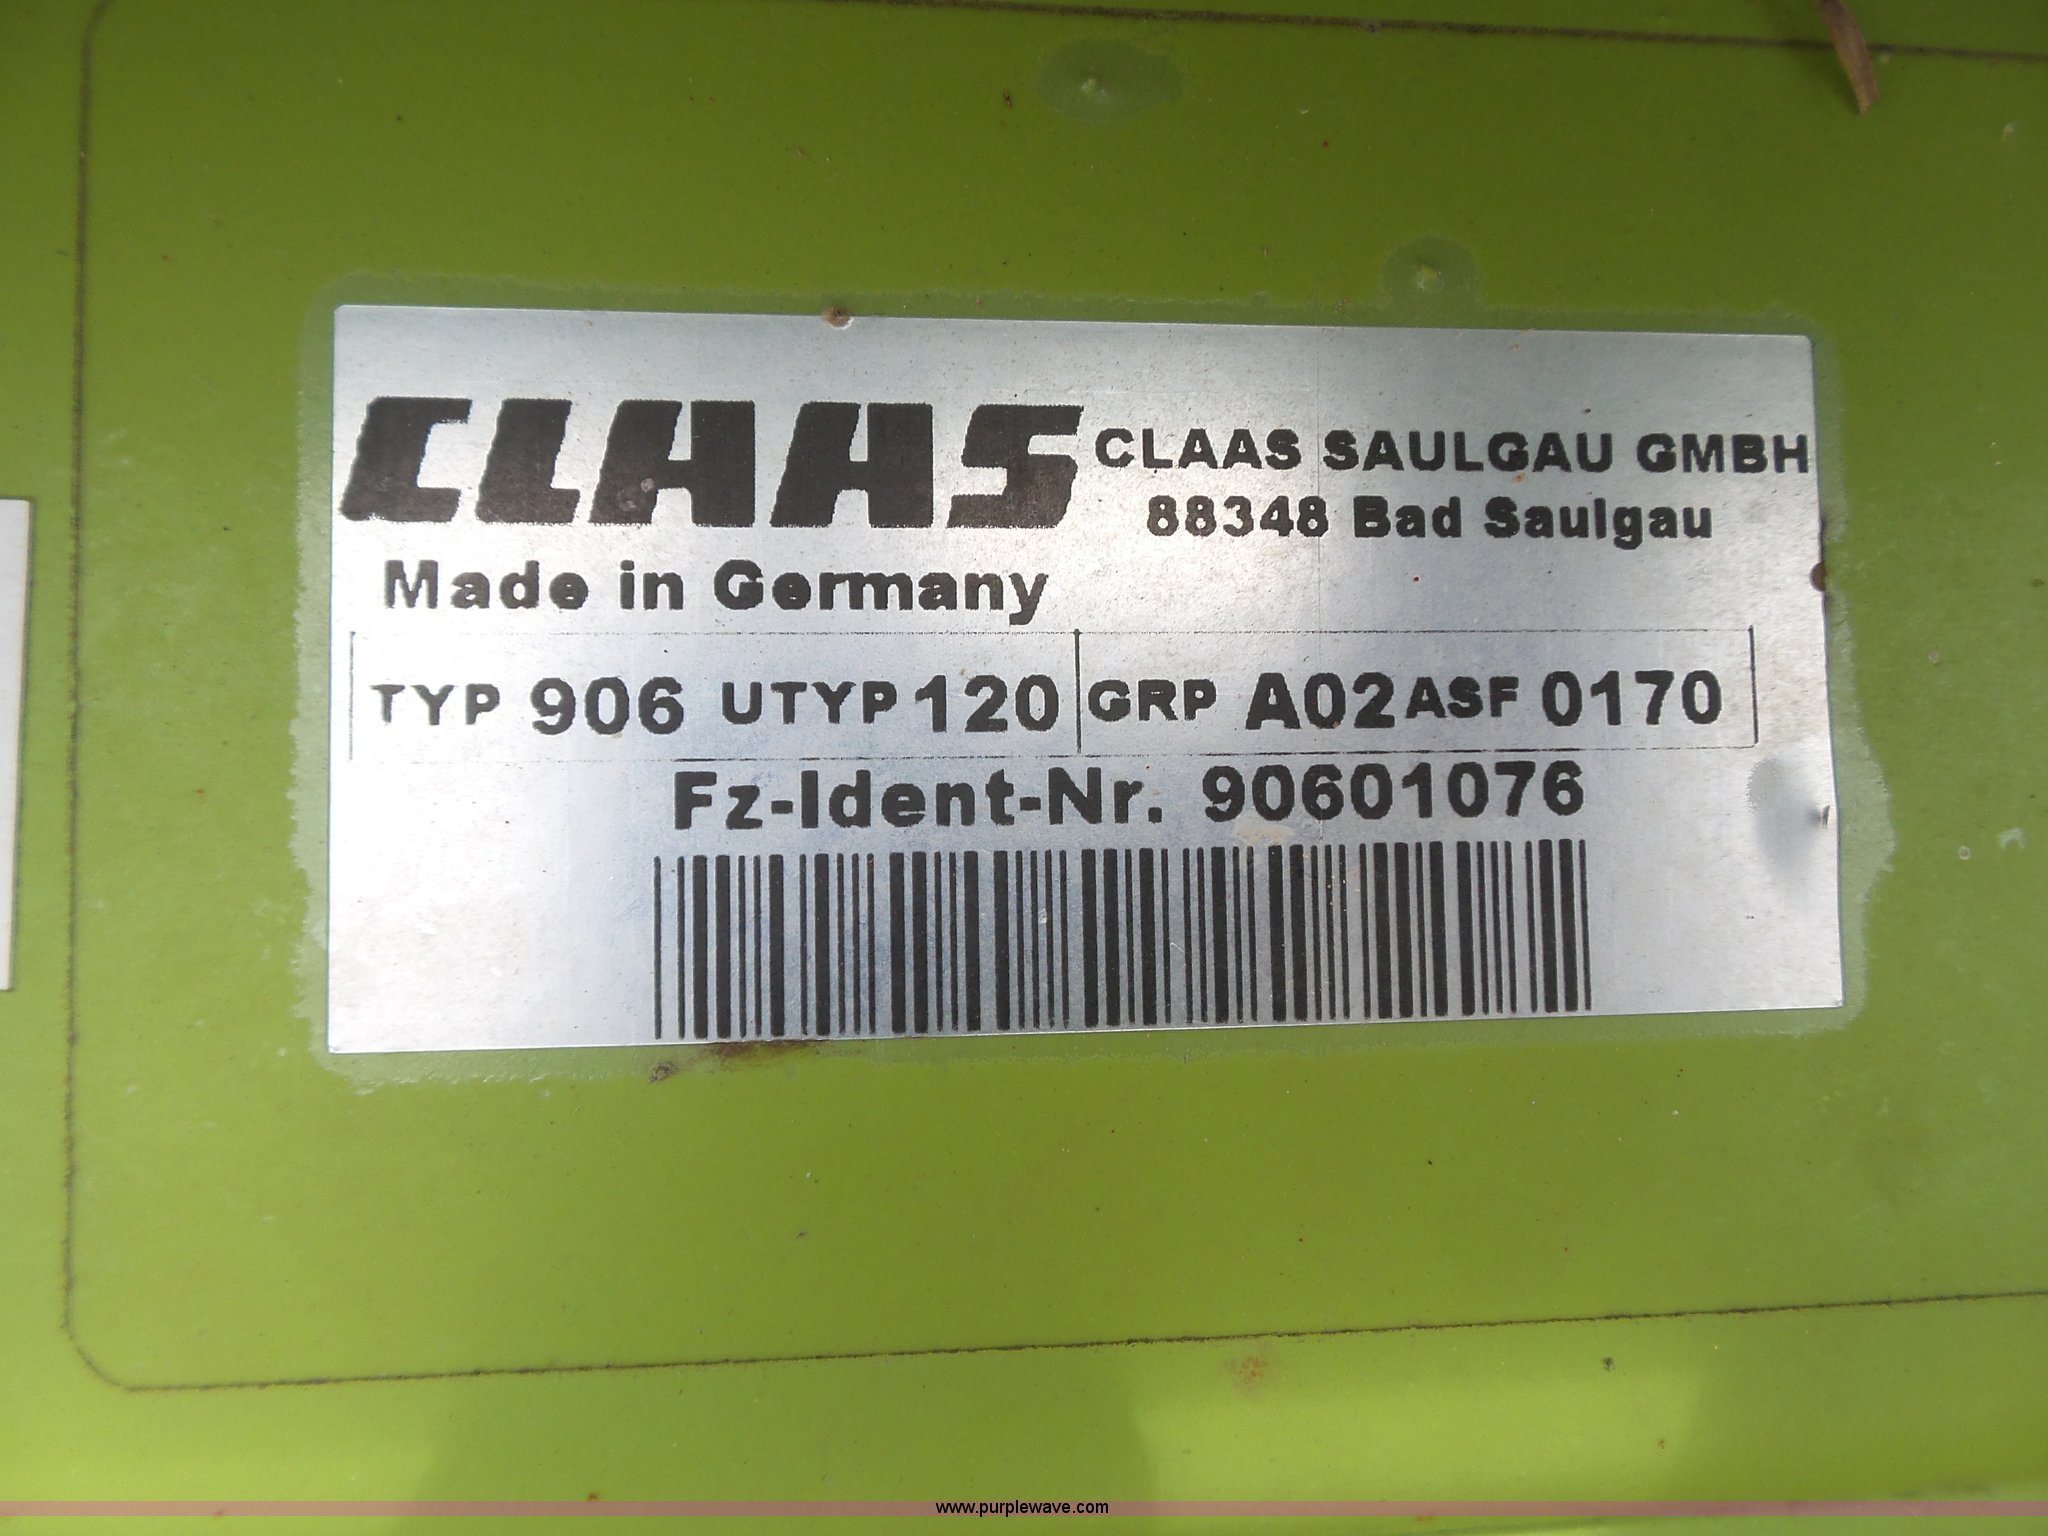 CLAAS
CLAAS SAULGAU GMBH
88348 Bad Saulgau
Made in Germany
TYP 906 UTYP 120 GRP A02 ASF 0170
Fz-Ident-Nr. 90601076
www.purplewave.com